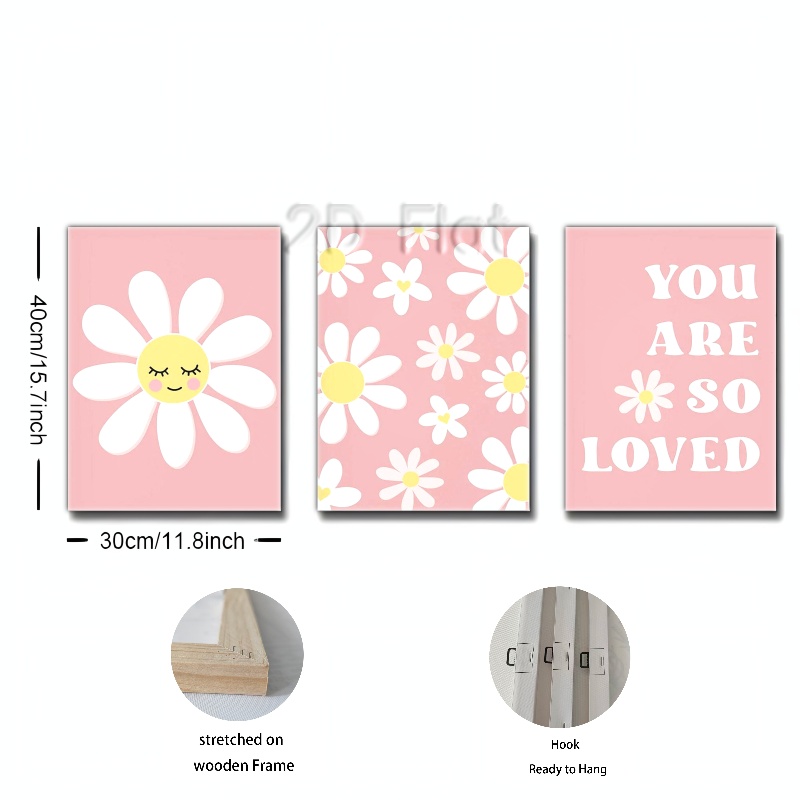 2D Flat
YOU
ARE
SO
LOVED
40cm/15.7inch
30cm/11.8inch
stretched on
wooden Frame
Hook
Ready to Hang